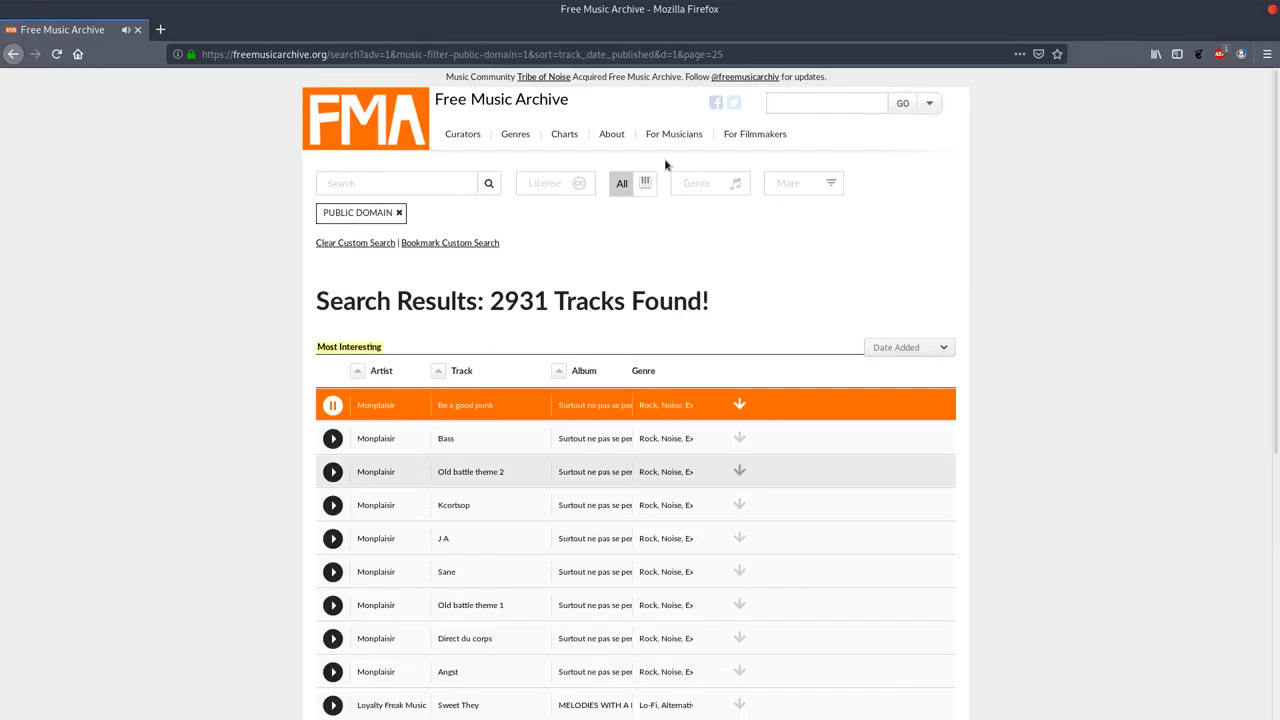 Free Music Archive - Mozilla Firefox
Free Music Archive
https://freemusicarchive.org/search?adv=1&music-filter-public-domain=1&sort=track_date_published&d=1&page=25
Music Community Tribe of Noise Acquired Free Music Archive. Follow @freemusicarchiv for updates.
FMA
Free Music Archive
GO
Curators Genres Charts About For Musicians For Filmmakers
Search License All Genre More
PUBLIC DOMAIN ✖
Clear Custom Search | Bookmark Custom Search
Search Results: 2931 Tracks Found!
Most Interesting Date Added
Artist Track Album Genre
Monplaisir Be a good punk Surtout ne pas se per Rock, Noise, Ex
Monplaisir Bass Surtout ne pas se per Rock, Noise, Ex
Monplaisir Old battle theme 2 Surtout ne pas se per Rock, Noise, Ex
Monplaisir Kcortsop Surtout ne pas se per Rock, Noise, Ex
Monplaisir J A Surtout ne pas se per Rock, Noise, Ex
Monplaisir Sane Surtout ne pas se per Rock, Noise, Ex
Monplaisir Old battle theme 1 Surtout ne pas se per Rock, Noise, Ex
Monplaisir Direct du corps Surtout ne pas se per Rock, Noise, Ex
Monplaisir Angst Surtout ne pas se per Rock, Noise, Ex
Loyalty Freak Music Sweet They MELODIES WITH A Lo-Fi, Alternati